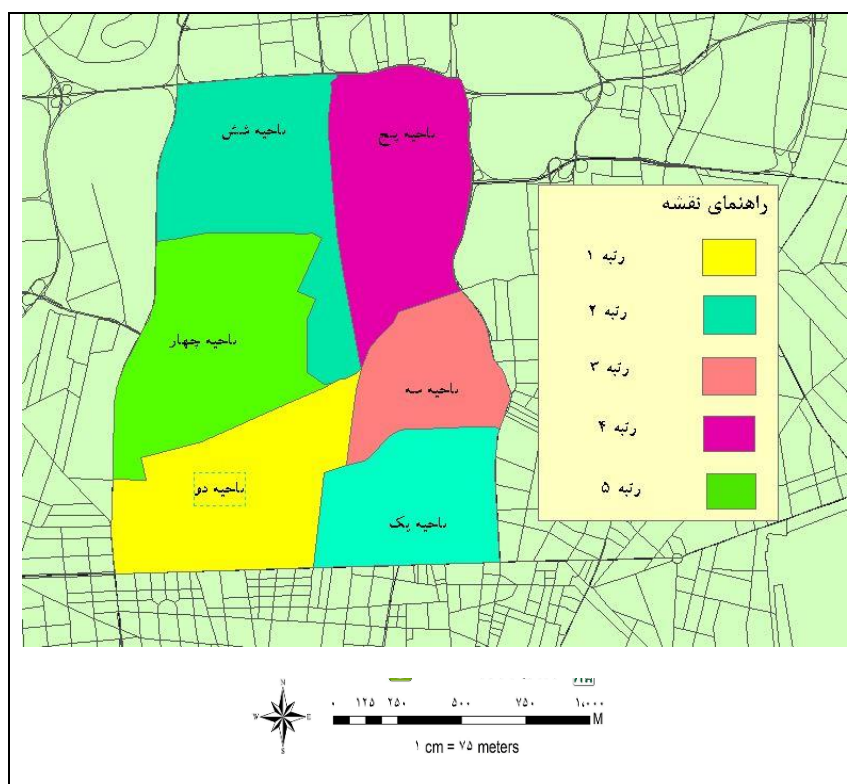 ناحیه شش
ناحیه پنج
راهنمای نقشه
رتبه ۱
رتبه ۲
رتبه ۳
رتبه ۴
رتبه ۵
ناحیه چهار
ناحیه سه
ناحیه دو
ناحیه یک
N
W E
S
۰ ۱۲۵ ۲۵۰ ۵۰۰ ۷۵۰ ۱,۰۰۰
M
۱ cm = ۷۵ meters